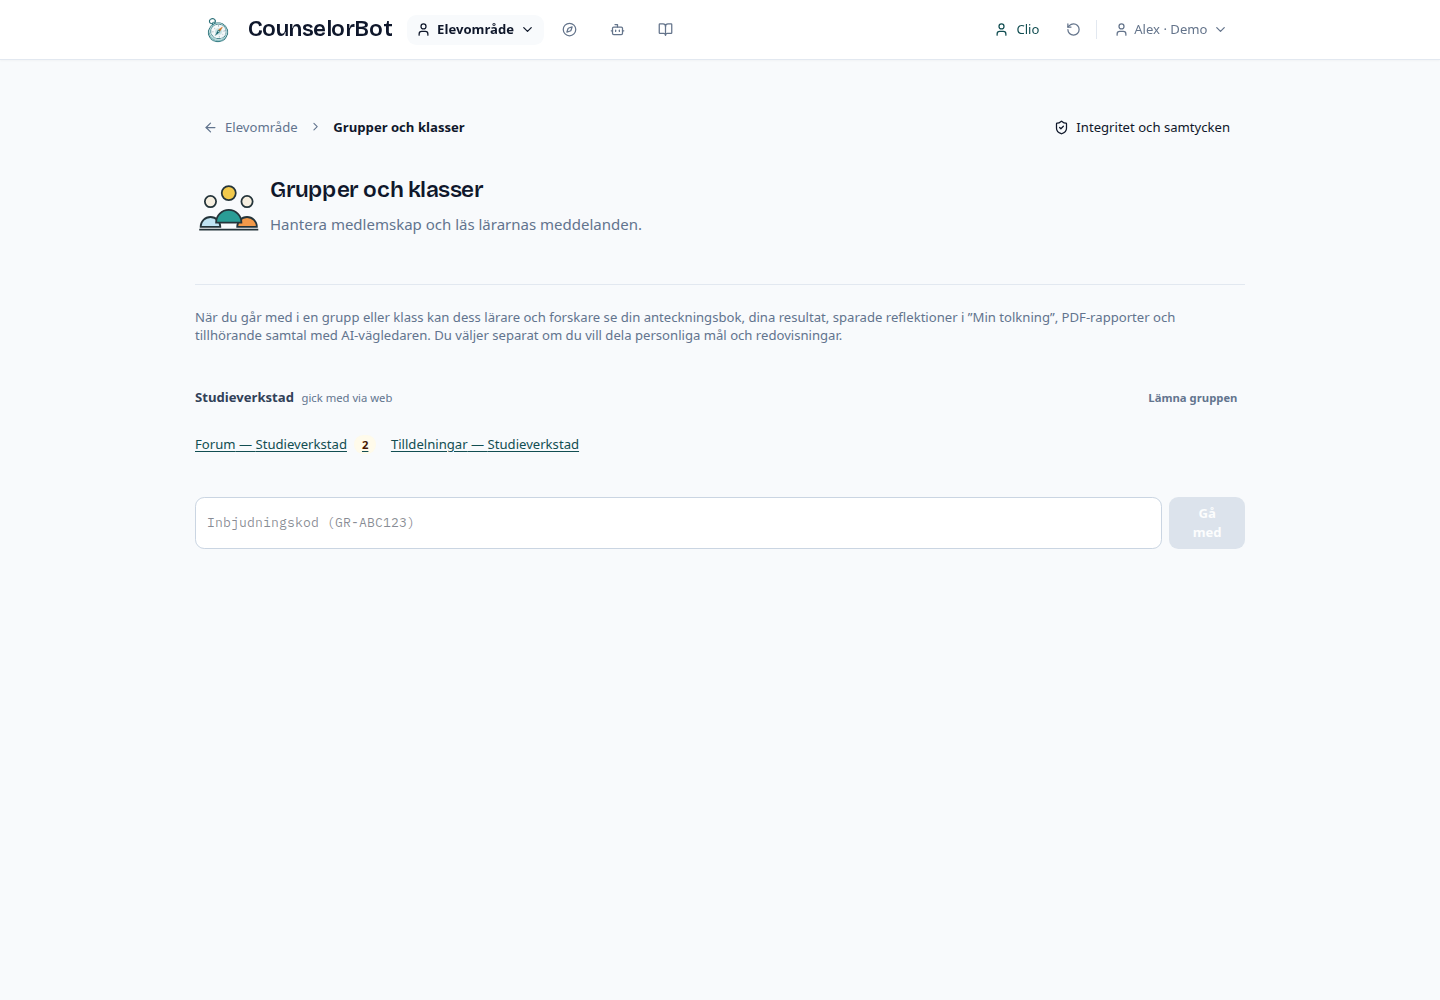 CounselorBot
Elevområde
Clio
Alex · Demo
Elevområde
Grupper och klasser
Integritet och samtycken
Grupper och klasser
Hantera medlemskap och läs lärarnas meddelanden.
När du går med i en grupp eller klass kan dess lärare och forskare se din anteckningsbok, dina resultat, sparade reflektioner i ”Min tolkning”, PDF-rapporter och
tillhörande samtal med AI-vägledaren. Du väljer separat om du vill dela personliga mål och redovisningar.
Studieverkstad gick med via web
Lämna gruppen
Forum — Studieverkstad 2 Tilldelningar — Studieverkstad
Inbjudningskod (GR-ABC123)
Gå
med